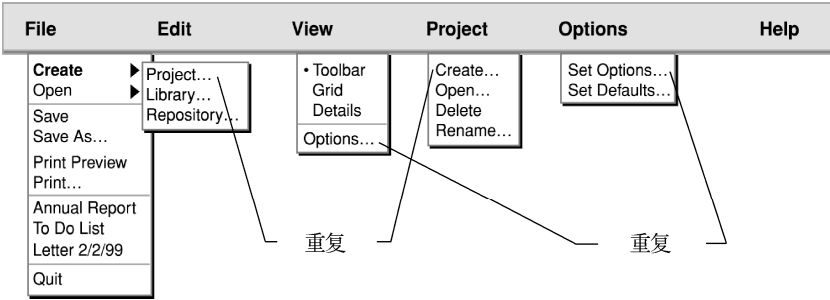 File Edit View Project Options Help
Create
Open
Save
Save As...
Print Preview
Print...
Annual Report
To Do List
Letter 2/2/99
Quit
Project...
Library...
Repository...
• Toolbar
Grid
Details
Options...
Create...
Open...
Delete
Rename...
Set Options...
Set Defaults...
重复
重复